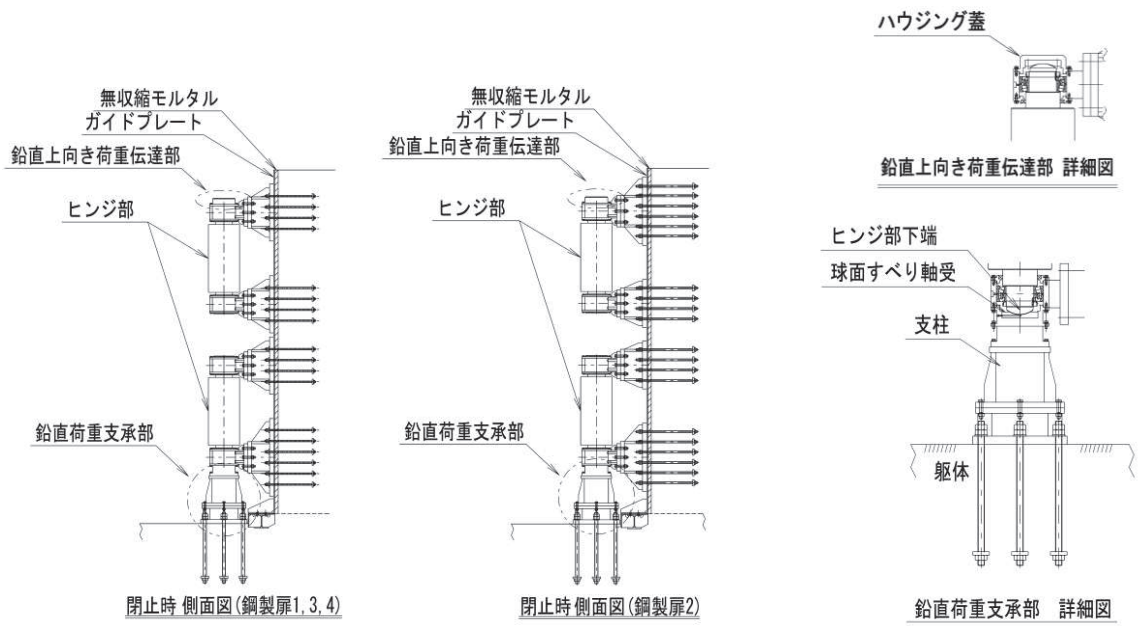 無収縮モルタル
ガイドプレート
鉛直上向き荷重伝達部
ヒンジ部
鉛直荷重支承部
閉止時 側面図(鋼製扉1,3,4)
無収縮モルタル
ガイドプレート
鉛直上向き荷重伝達部
ヒンジ部
鉛直荷重支承部
閉止時 側面図(鋼製扉2)
ハウジング蓋
鉛直上向き荷重伝達部 詳細図
ヒンジ部下端
球面すべり軸受
支柱
躯体
鉛直荷重支承部 詳細図